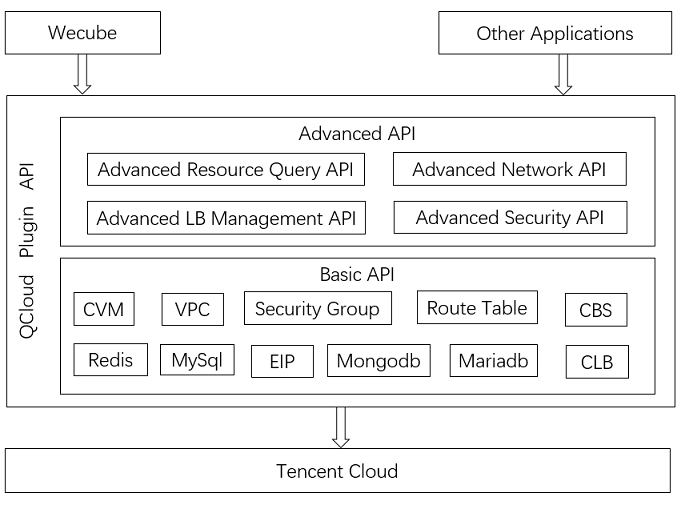 Wecube
Other Applications
QCloud Plugin API
Advanced API
Advanced Resource Query API
Advanced Network API
Advanced LB Management API
Advanced Security API
Basic API
CVM
VPC
Security Group
Route Table
CBS
Redis
MySql
EIP
Mongodb
Mariadb
CLB
Tencent Cloud